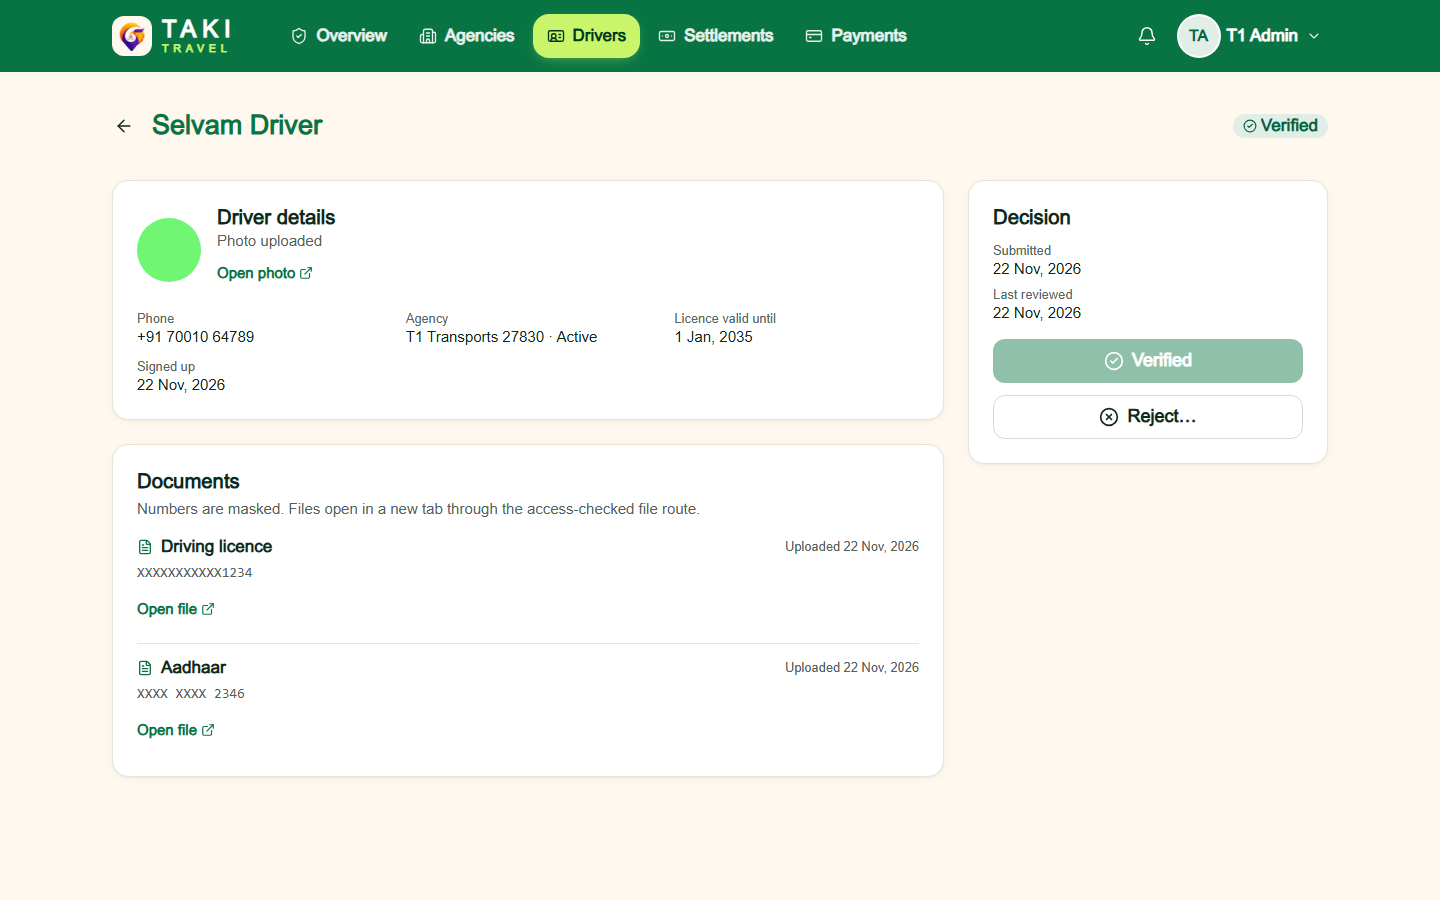 TAKI
TRAVEL
Overview
Agencies
Drivers
Settlements
Payments
TA
T1 Admin
Selvam Driver
Verified
Driver details
Photo uploaded
Open photo
Phone
+91 70010 64789
Agency
T1 Transports 27830 · Active
Licence valid until
1 Jan, 2035
Signed up
22 Nov, 2026
Decision
Submitted
22 Nov, 2026
Last reviewed
22 Nov, 2026
Verified
Reject…
Documents
Numbers are masked. Files open in a new tab through the access-checked file route.
Driving licence
Uploaded 22 Nov, 2026
XXXXXXXXXXX1234
Open file
Aadhaar
Uploaded 22 Nov, 2026
XXXX XXXX 2346
Open file